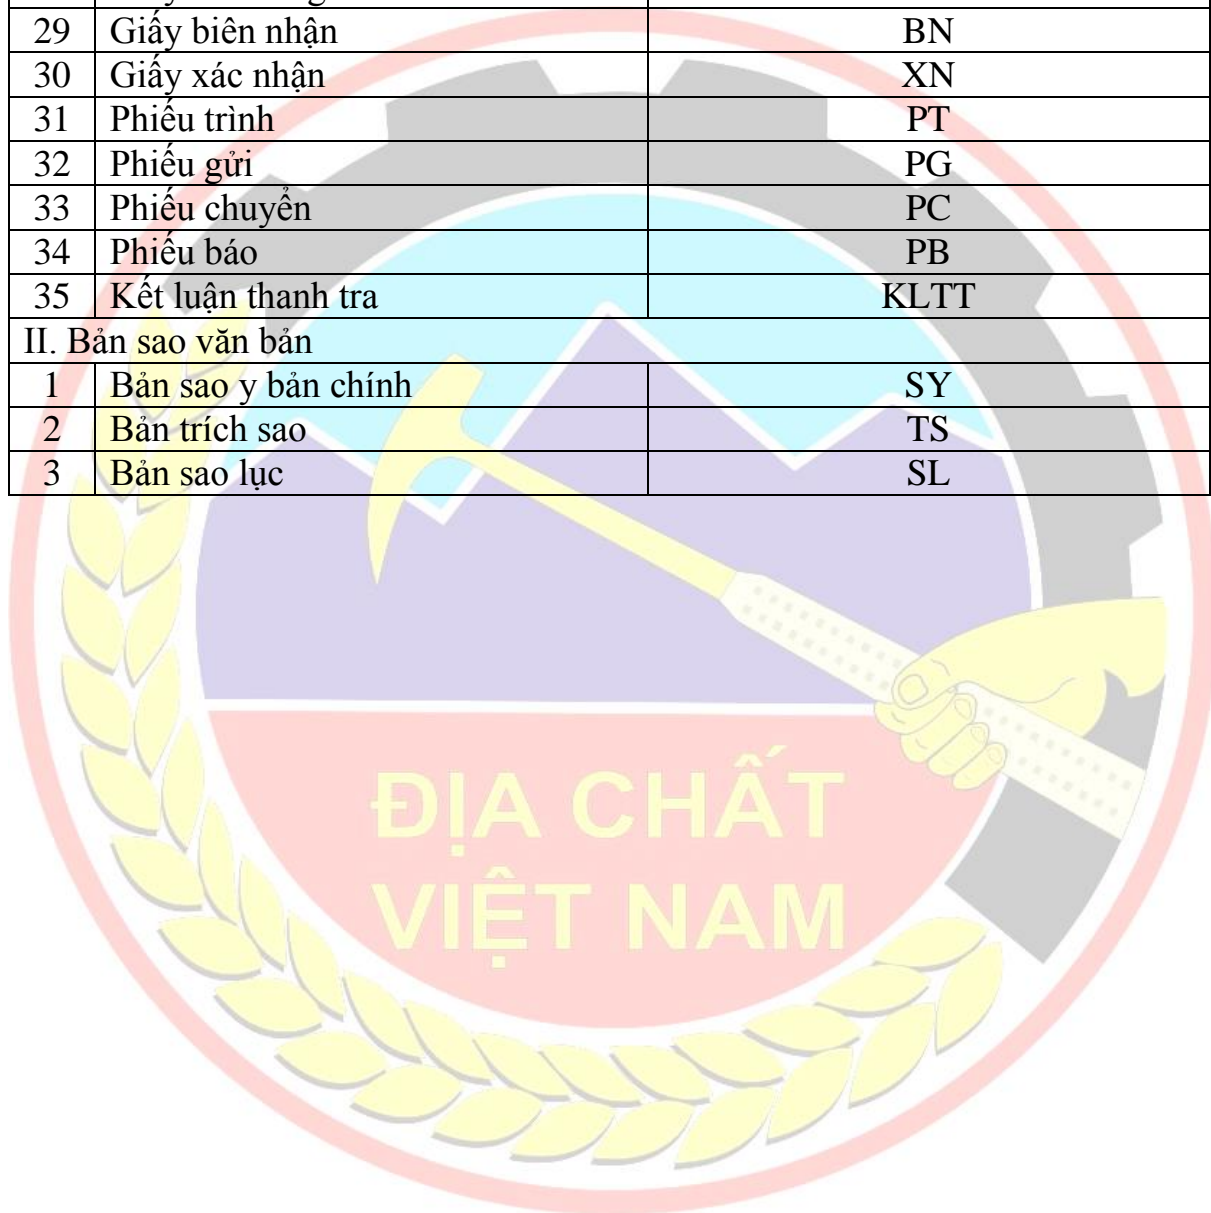 29 Giấy biên nhận BN
30 Giấy xác nhận XN
31 Phiếu trình PT
32 Phiếu gửi PG
33 Phiếu chuyển PC
34 Phiếu báo PB
35 Kết luận thanh tra KLTT
II. Bản sao văn bản
1 Bản sao y bản chính SY
2 Bản trích sao TS
3 Bản sao lục SL
ĐỊA CHẤT
VIỆT NAM